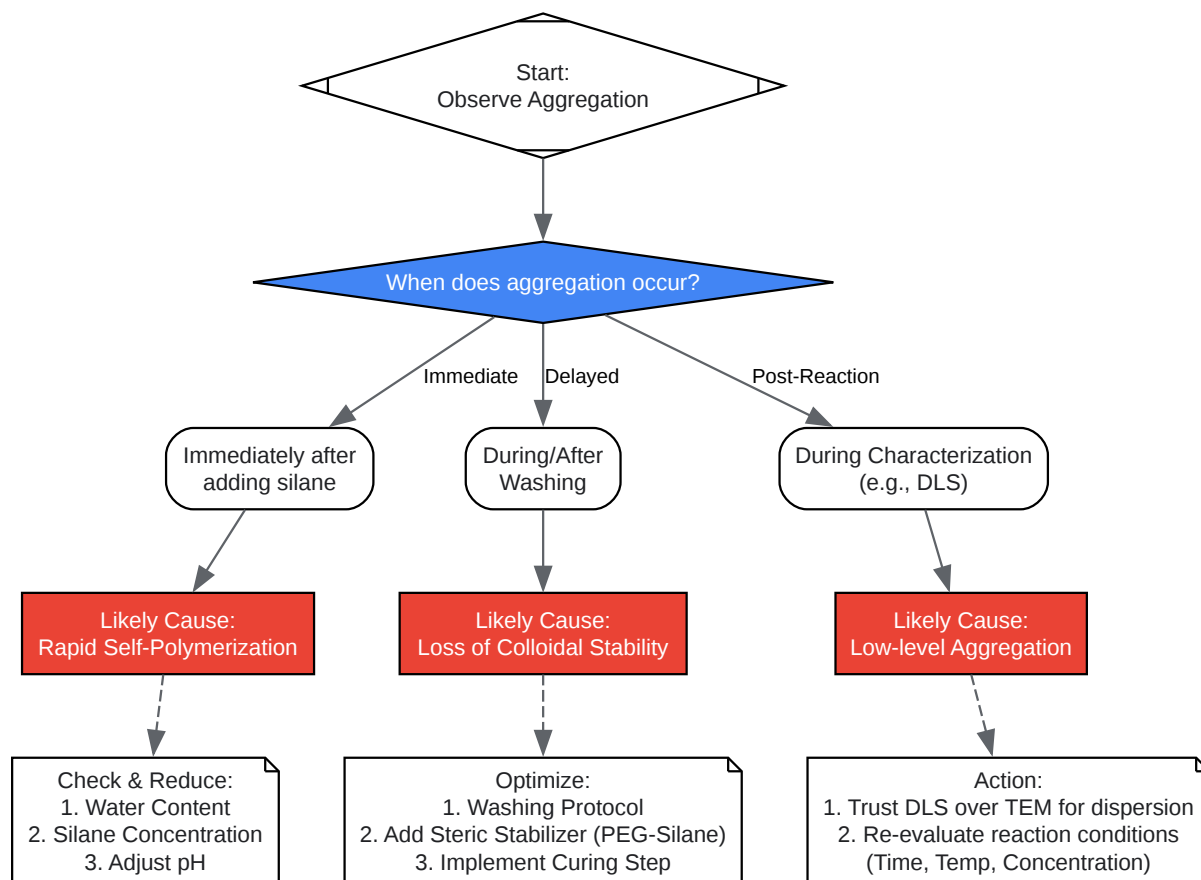 Start:
Observe Aggregation
When does aggregation occur?
Immediate
Delayed
Post-Reaction
Immediately after
adding silane
During/After
Washing
During Characterization
(e.g., DLS)
Likely Cause:
Rapid Self-Polymerization
Likely Cause:
Loss of Colloidal Stability
Likely Cause:
Low-level Aggregation
Check & Reduce:
1. Water Content
2. Silane Concentration
3. Adjust pH
Optimize:
1. Washing Protocol
2. Add Steric Stabilizer (PEG-Silane)
3. Implement Curing Step
Action:
1. Trust DLS over TEM for dispersion
2. Re-evaluate reaction conditions
(Time, Temp, Concentration)